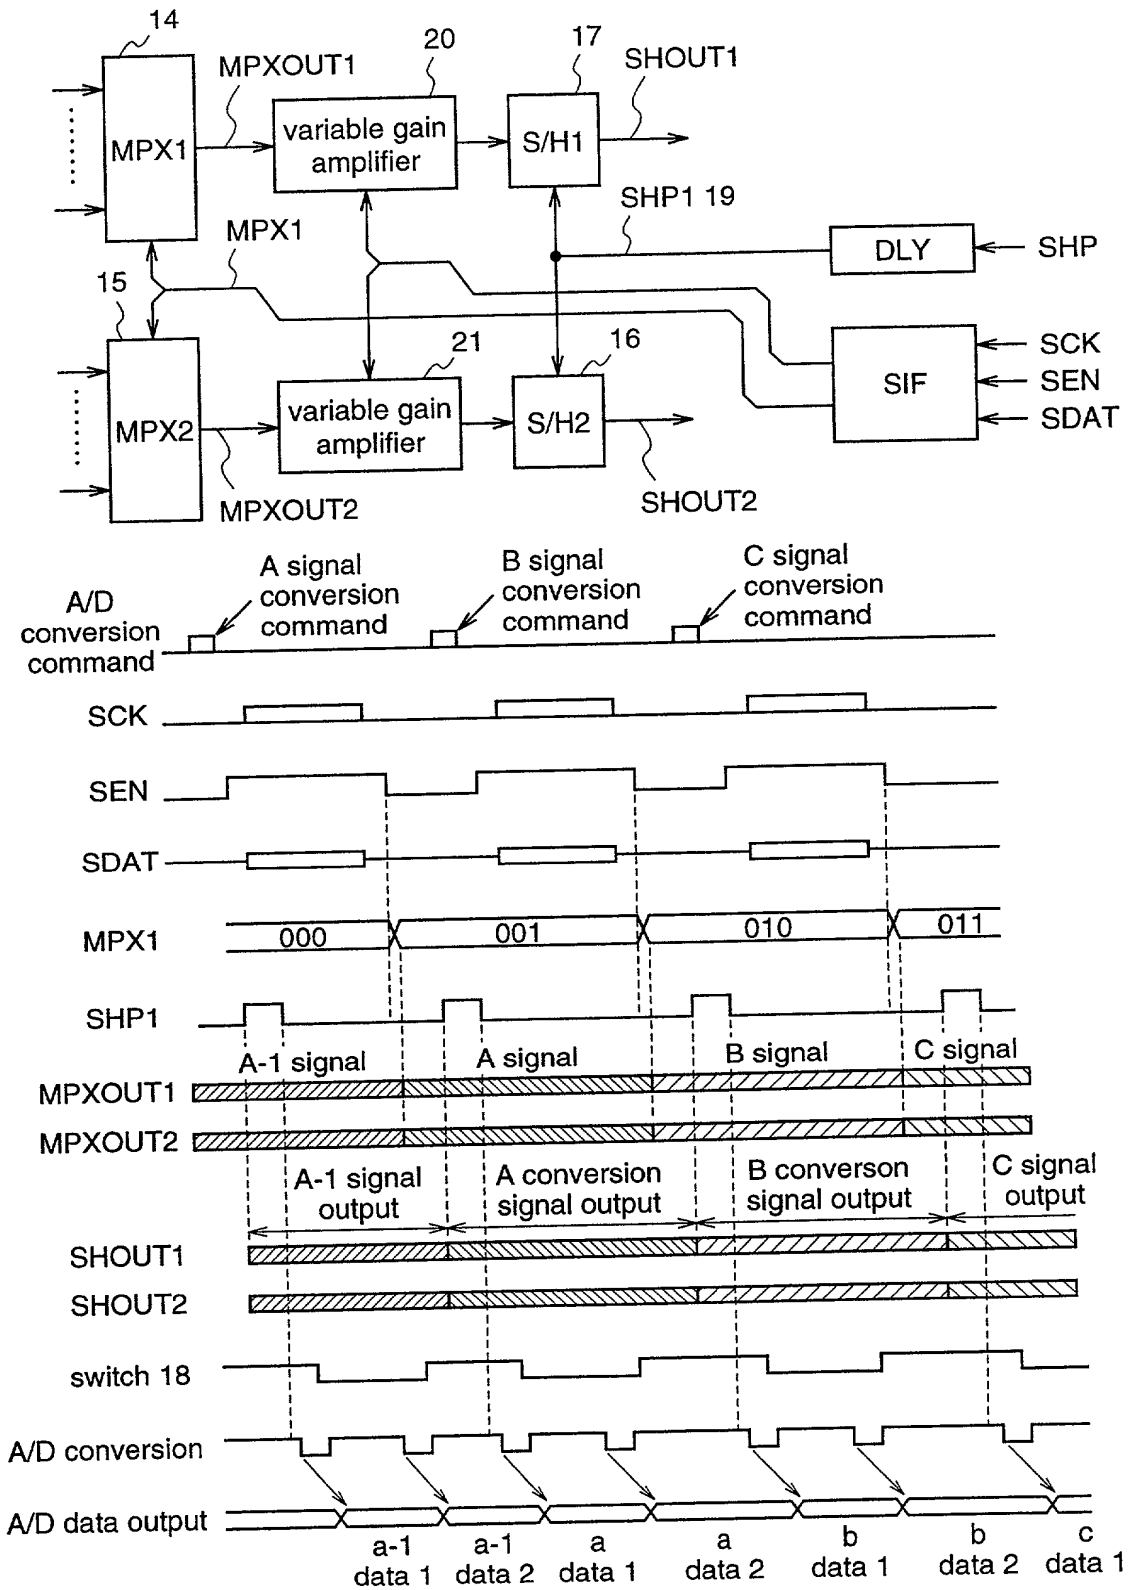 14
MPXOUT1
20
17
SHOUT1
MPX1
variable gain
amplifier
S/H1
MPX1
SHP1 19
DLY
SHP
15
21
16
SIF
SCK
SEN
SDAT
MPX2
variable gain
amplifier
S/H2
MPXOUT2
SHOUT2
A/D
conversion
command
A signal
conversion
command
B signal
conversion
command
C signal
conversion
command
SCK
SEN
SDAT
MPX1
000
001
010
011
SHP1
A-1 signal
A signal
B signal
C signal
MPXOUT1
MPXOUT2
A-1 signal
output
A conversion
signal output
B converson
signal output
C signal
output
SHOUT1
SHOUT2
switch 18
A/D conversion
A/D data output
a-1
data 1
a-1
data 2
a
data 1
a
data 2
b
data 1
b
data 2
c
data 1